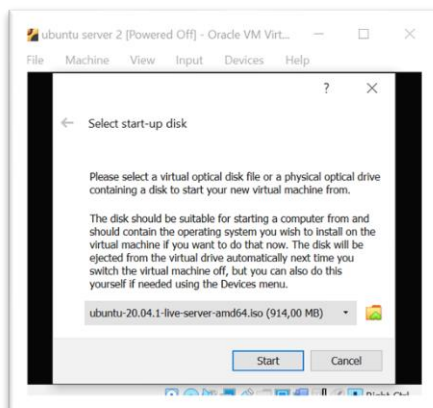 ubuntu server 2 [Powered Off] - Oracle VM Virt...
File Machine View Input Devices Help
?
Select start-up disk
Please select a virtual optical disk file or a physical optical drive
containing a disk to start your new virtual machine from.
The disk should be suitable for starting a computer from and
should contain the operating system you wish to install on the
virtual machine if you want to do that now. The disk will be
ejected from the virtual drive automatically next time you
switch the virtual machine off, but you can also do this
yourself if needed using the Devices menu.
ubuntu-20.04.1-live-server-amd64.iso (914,00 MB)
Start Cancel
Right Ctrl